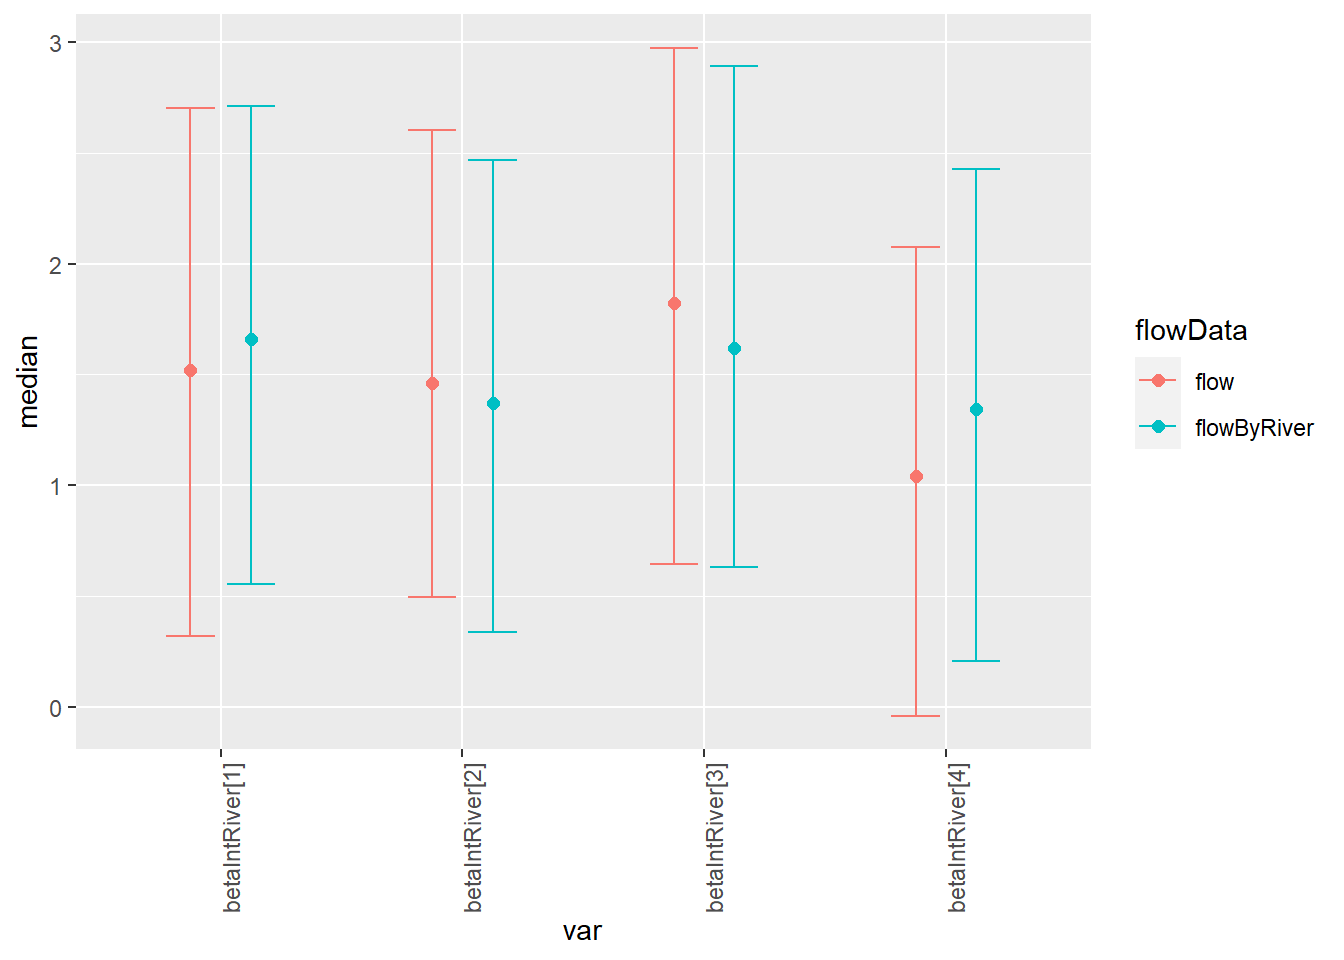 3
2
1
0
median
betaIntRiver[1]
betaIntRiver[2]
betaIntRiver[3]
betaIntRiver[4]
var
flowData
flow
flowByRiver